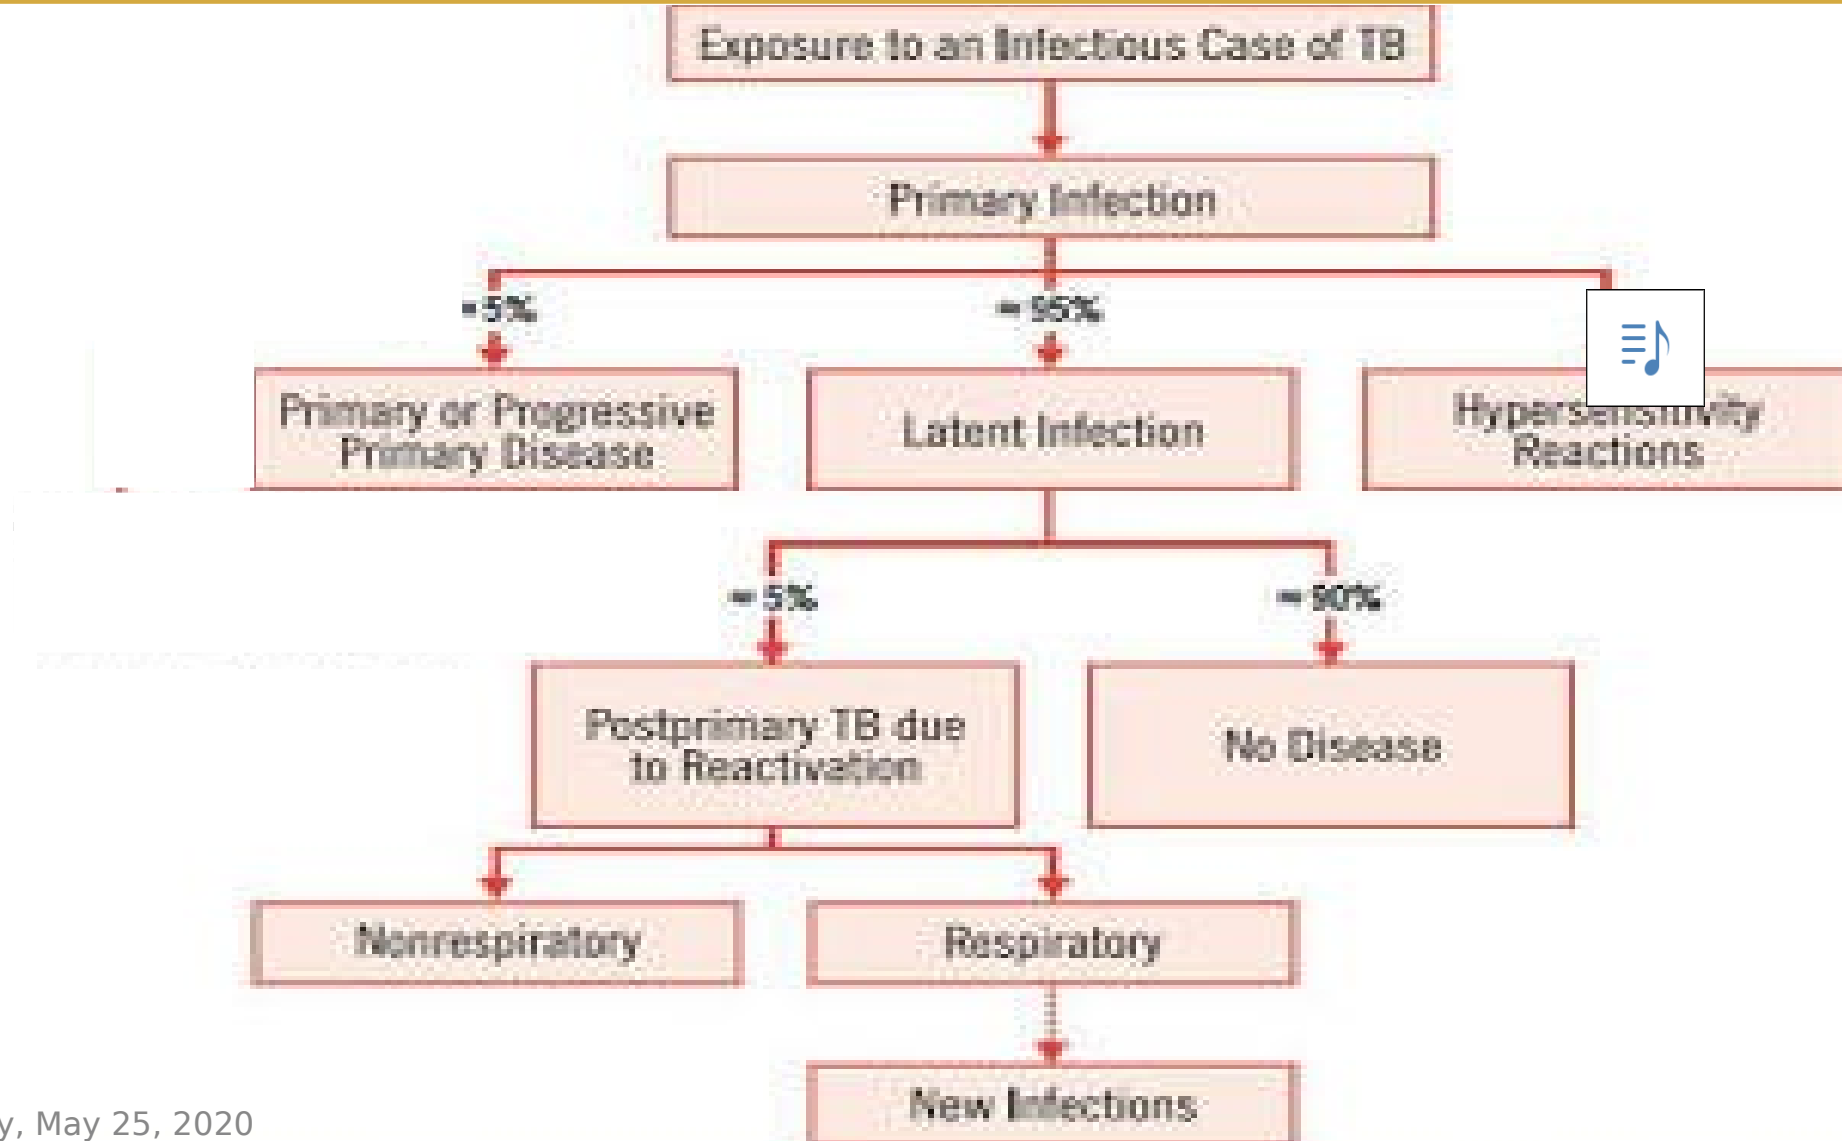 Exposure to an Infectious Case of TB
Primary Infection
≈ 5%
≈ 95%
Primary or Progressive
Primary Disease
Latent Infection
Hypersensitivity
Reactions
≈ 5%
≈ 90%
Postprimary TB due
to Reactivation
No Disease
Nonrespiratory
Respiratory
New Infections
y, May 25, 2020